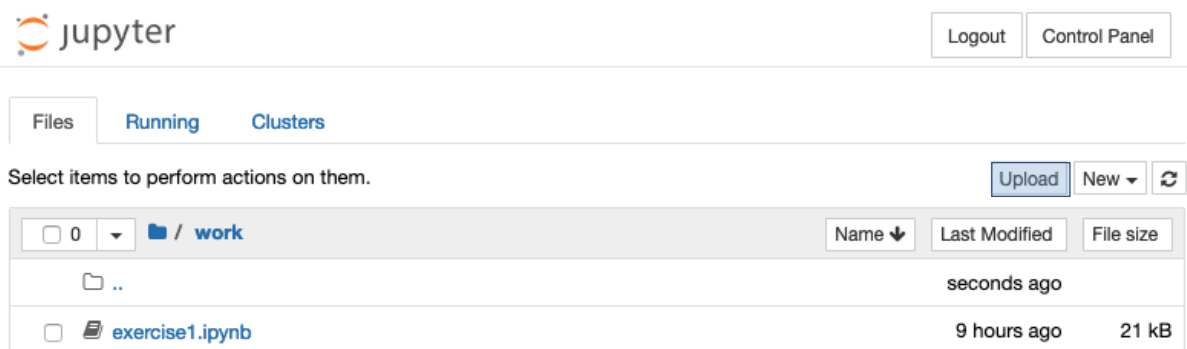 jupyter Logout Control Panel
Files Running Clusters
Select items to perform actions on them. Upload New
0 / work Name Last Modified File size
.. seconds ago
exercise1.ipynb 9 hours ago 21 kB